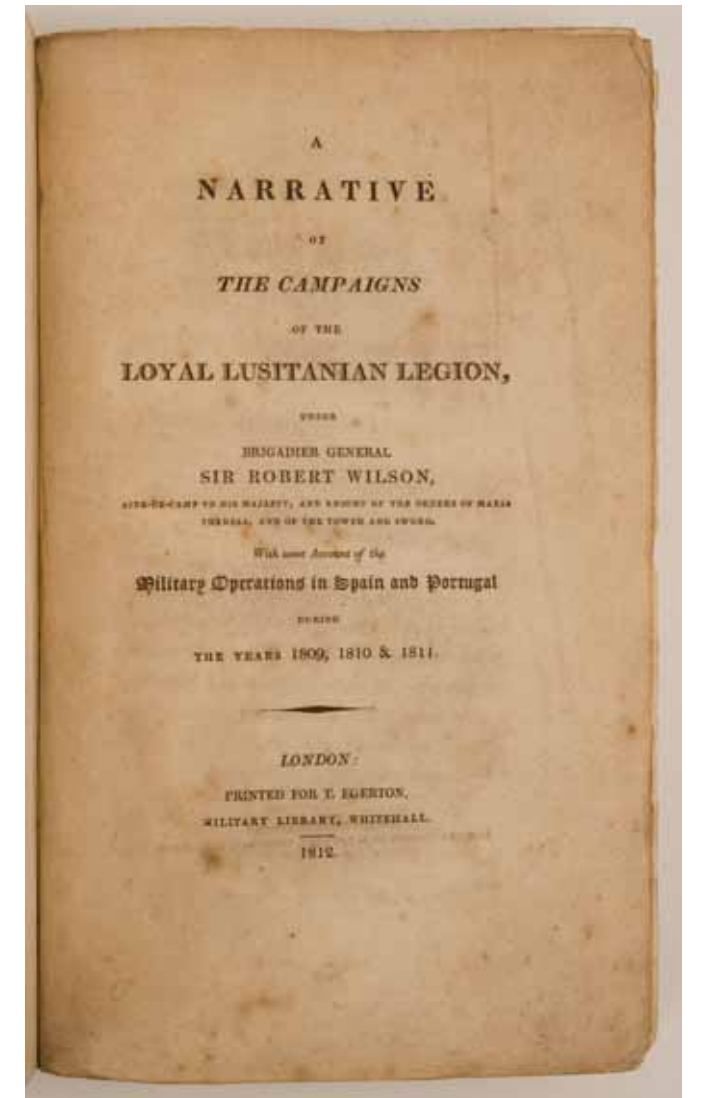 A
NARRATIVE
OF
THE CAMPAIGNS
OF THE
LOYAL LUSITANIAN LEGION,
UNDER
BRIGADIER GENERAL
SIR ROBERT WILSON,
AIDE-DE-CAMP TO HIS MAJESTY, AND KNIGHT OF THE ORDERS OF MARIA
THERESA, AND OF THE TOWER AND SWORD.
With some Account of the
Military Operations in Spain and Portugal
DURING
THE YEARS 1809, 1810 & 1811.
LONDON:
PRINTED FOR T. EGERTON,
MILITARY LIBRARY, WHITEHALL.
1812.